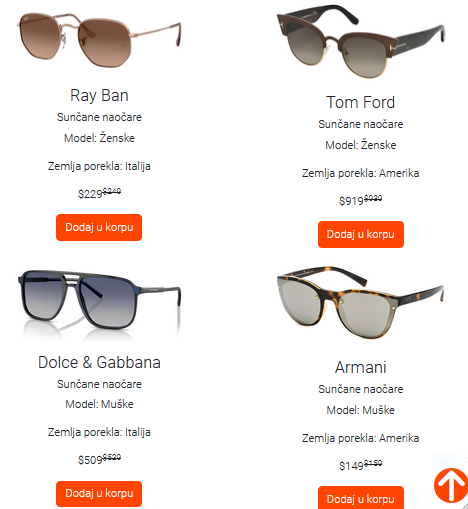 Ray Ban
Sunčane naočare
Model: Ženske
Zemlja porekla: Italija
$229$249
Dodaj u korpu
Tom Ford
Sunčane naočare
Model: Ženske
Zemlja porekla: Amerika
$919$939
Dodaj u korpu
Dolce & Gabbana
Sunčane naočare
Model: Muške
Zemlja porekla: Italija
$509$529
Dodaj u korpu
Armani
Sunčane naočare
Model: Muške
Zemlja porekla: Amerika
$149$159
Dodaj u korpu